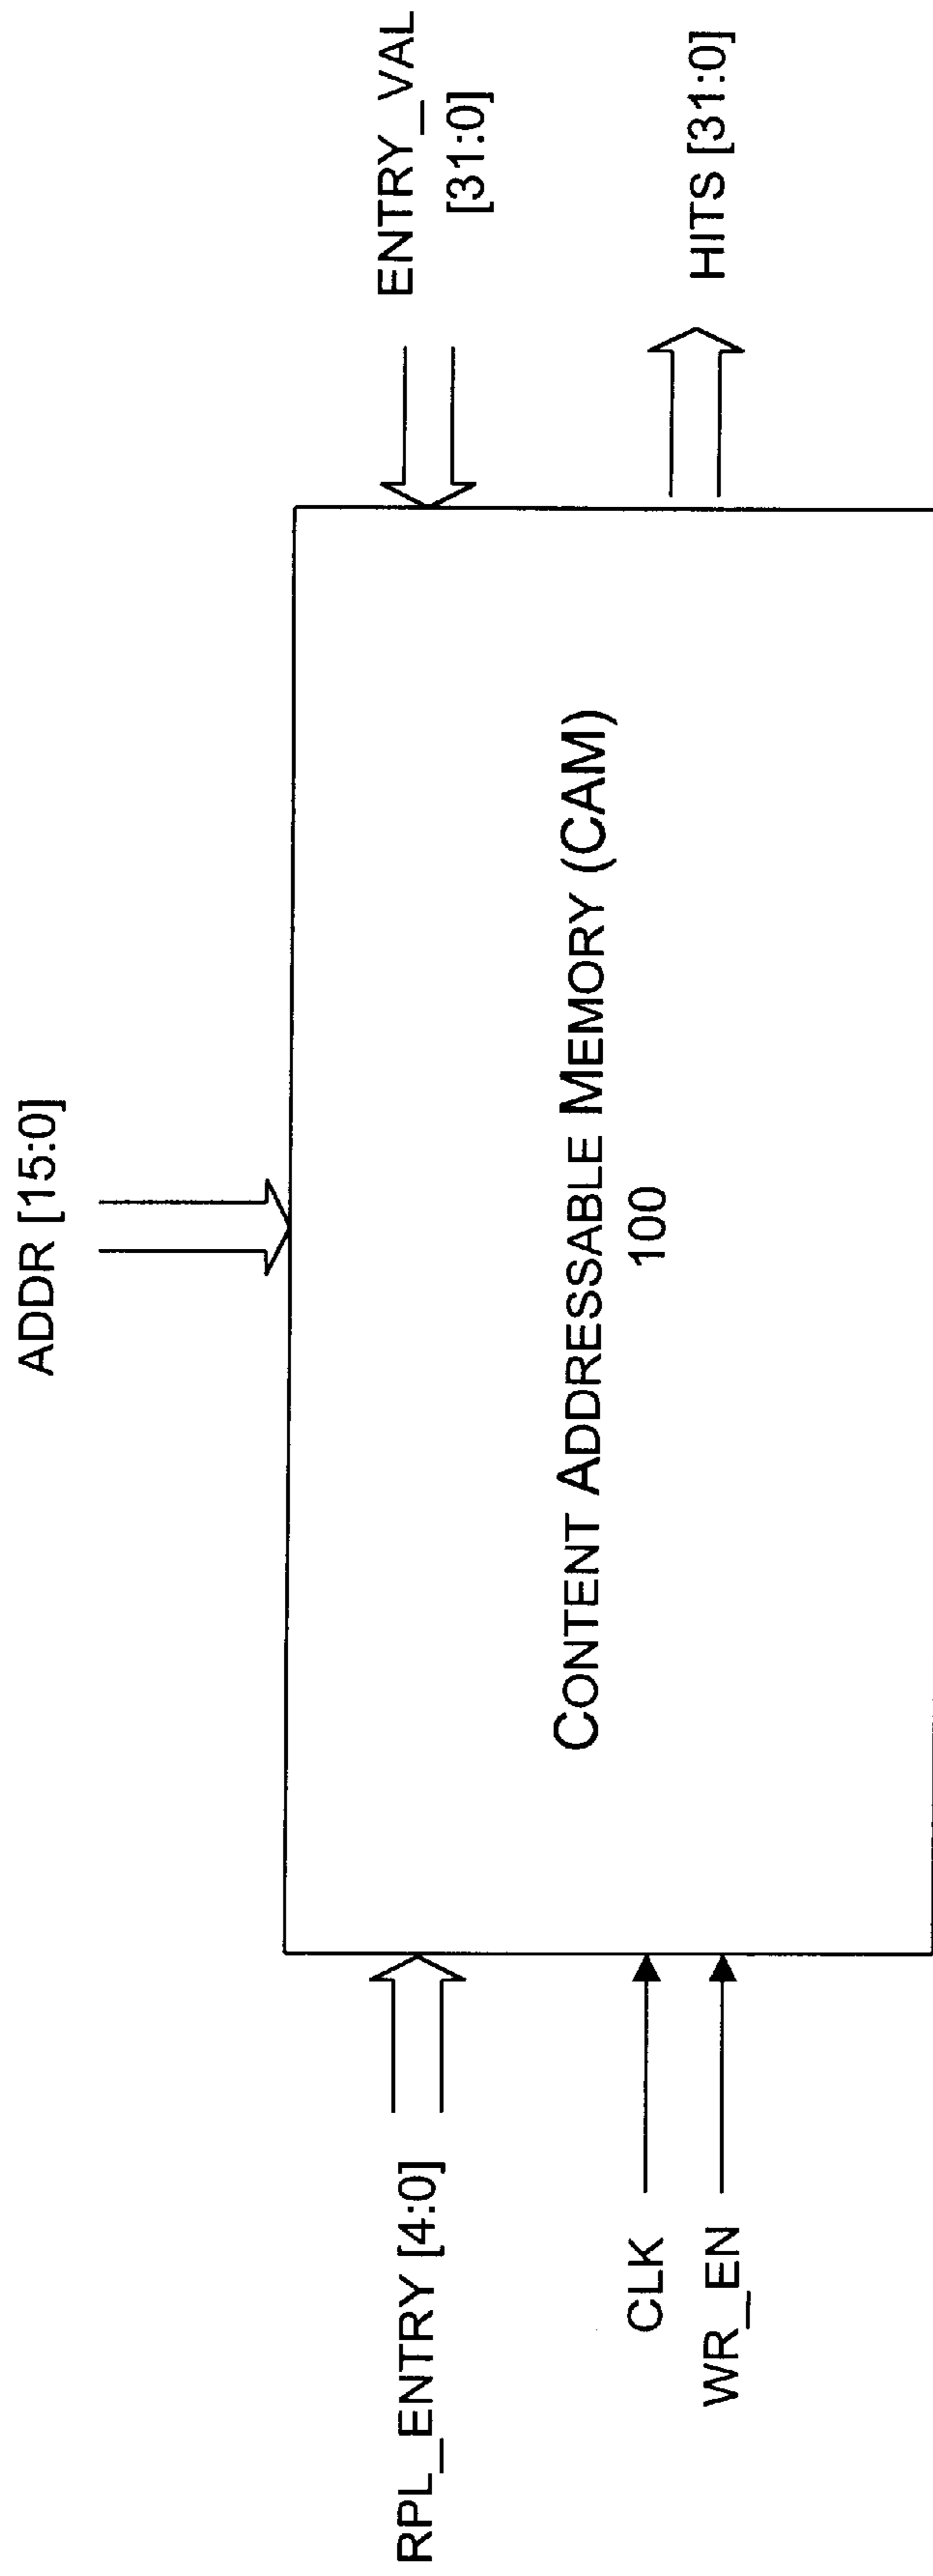 ADDR [15:0]
RPL_ENTRY [4:0]
ENTRY_VAL
[31:0]
CONTENT ADDRESSABLE MEMORY (CAM)
100
CLK
WR_EN
HITS [31:0]